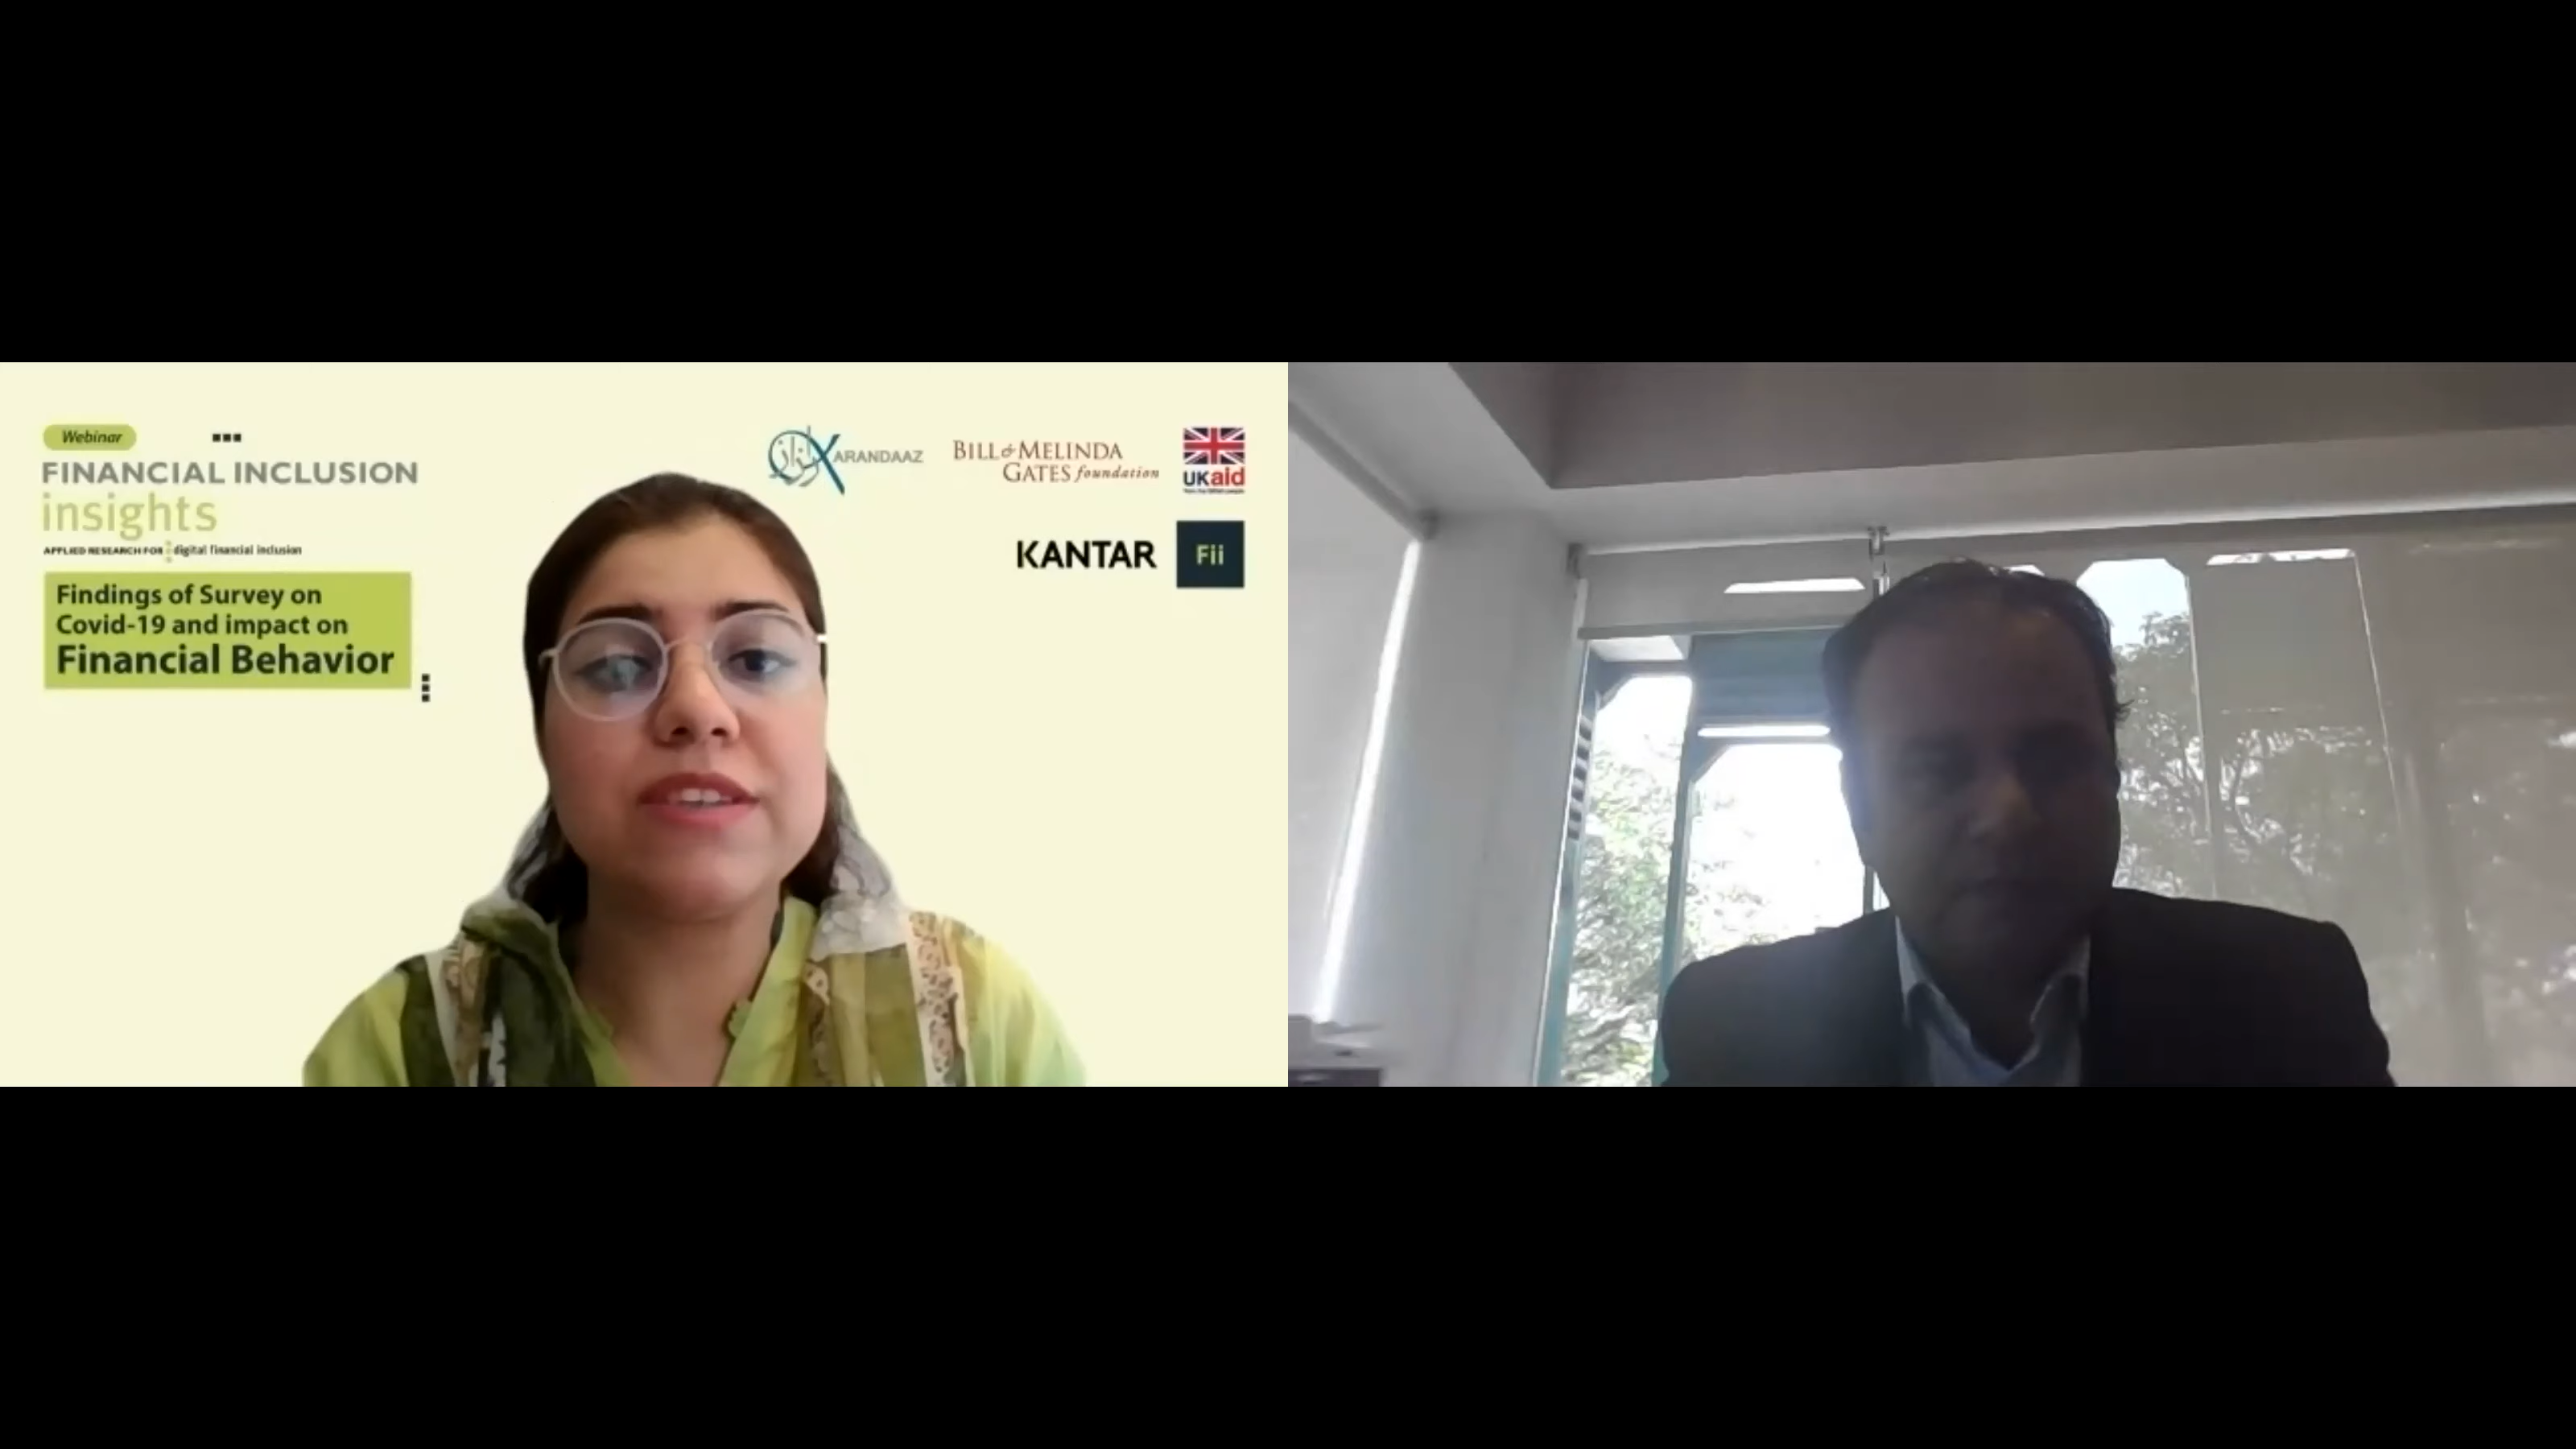 Webinar
FINANCIAL INCLUSION
insights
APPLIED RESEARCH FOR digital financial inclusion
Findings of Survey on
Covid-19 and impact on
Financial Behavior
KARANDAAZ
BILL & MELINDA
GATES foundation
UKaid
KANTAR
Fii